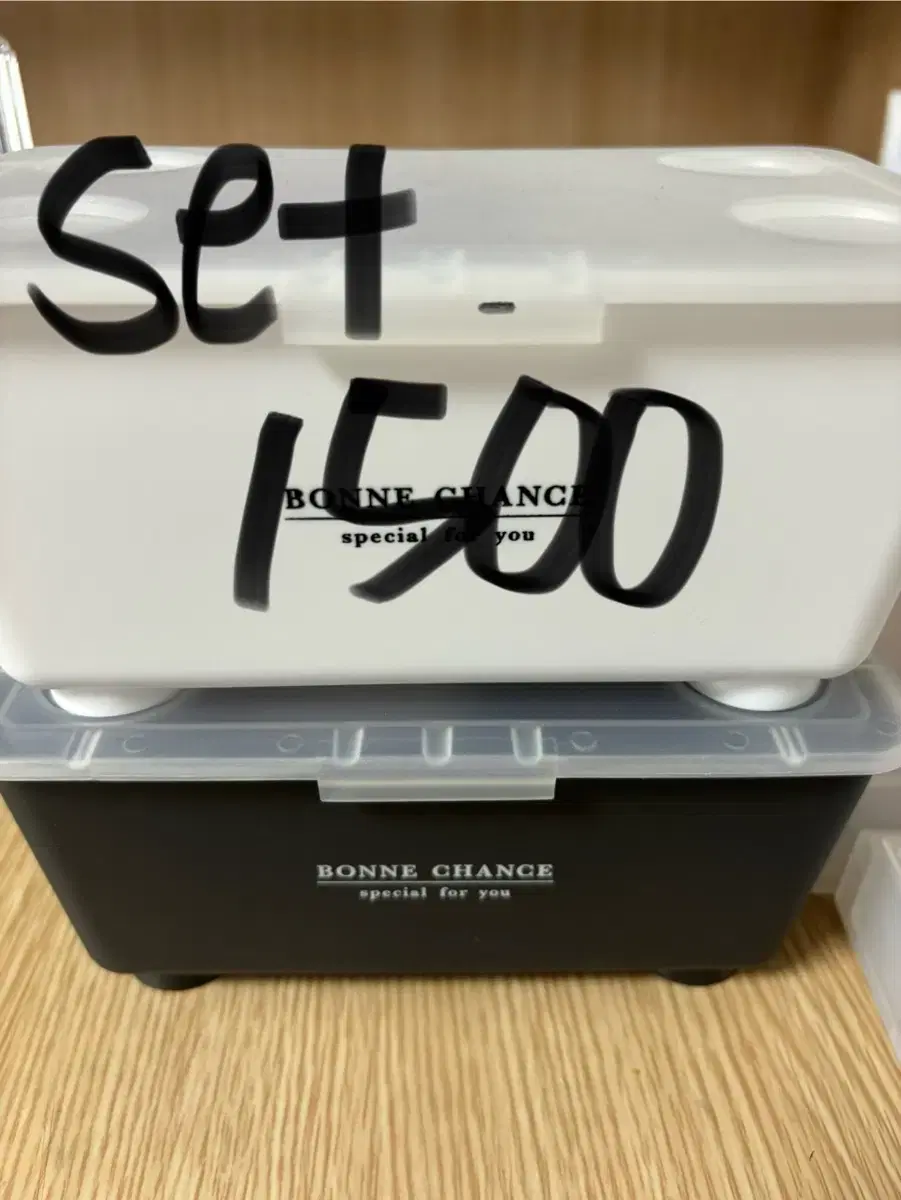 set
1500
BONNE CHANCE
special for you
BONNE CHANCE
special for you